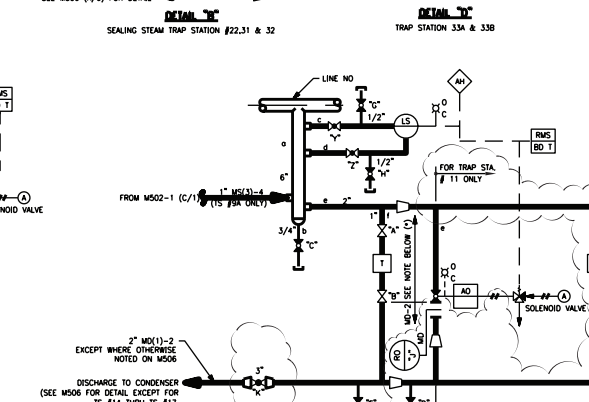 DETAIL "B"
SEALING STEAM TRAP STATION #22,31 & 32
DETAIL "D"
TRAP STATION 33A & 33B
LINE NO
"G"
1/2"
LS
O
C
AH
RMS
BD T
RMS
D T
c
"Y"
a
d
"Z"
1/2"
"H"
6"
FOR TRAP STA.
# 11 ONLY
1" MS(3)-4
FROM M502-1 (C/1)
(TS #9A ONLY)
e
2"
3/4"
b
"C"
1"
f
"A"
T
"B"
MD-2 SEE NOTE BELOW (*)
e
O
C
AO
A
SOLENOID VALVE
A
NOID VALVE
MD
RO
"J"
2" MD(1)-2
EXCEPT WHERE OTHERWISE
NOTED ON M506
3"
"K"
DISCHARGE TO CONDENSER
(SEE M506 FOR DETAIL EXCEPT FOR